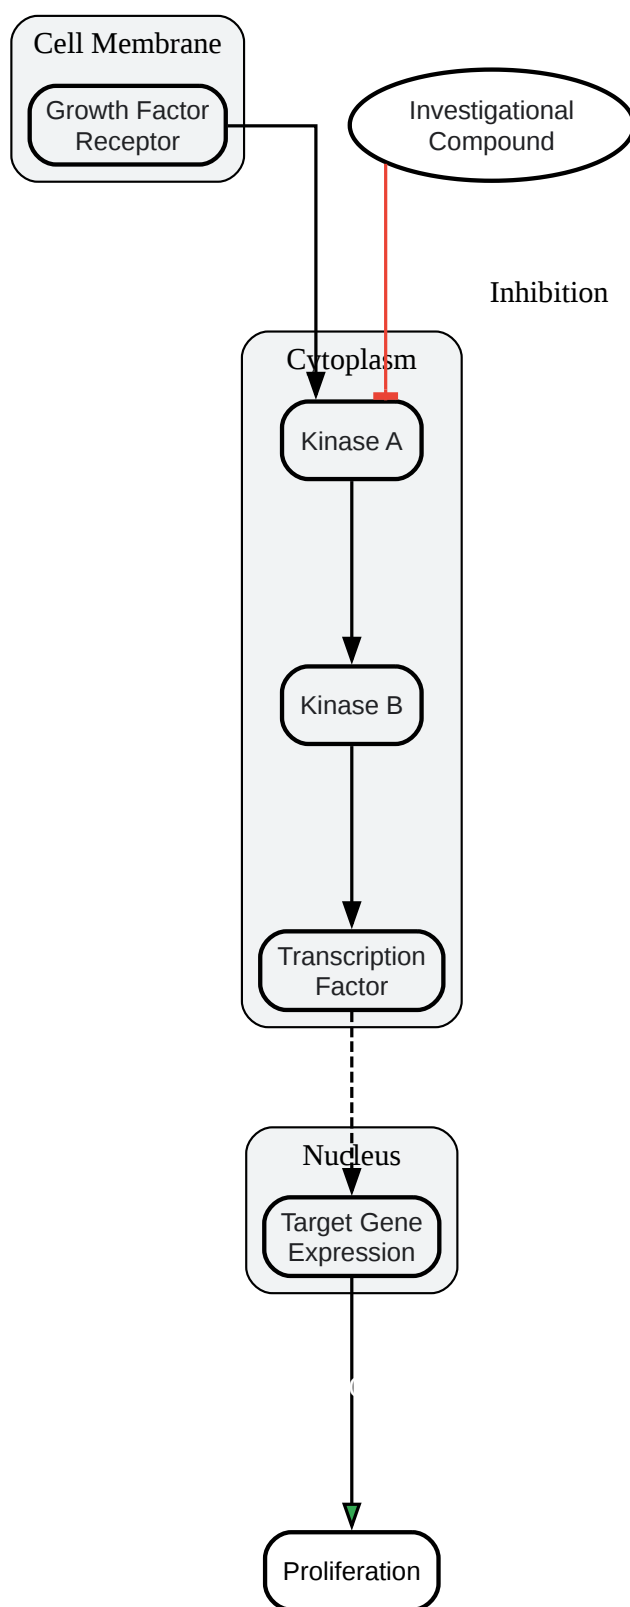 Cell Membrane
Growth Factor
Receptor
Investigational
Compound
Inhibition
Cytoplasm
Kinase A
Kinase B
Transcription
Factor
Nucleus
Target Gene
Expression
Proliferation